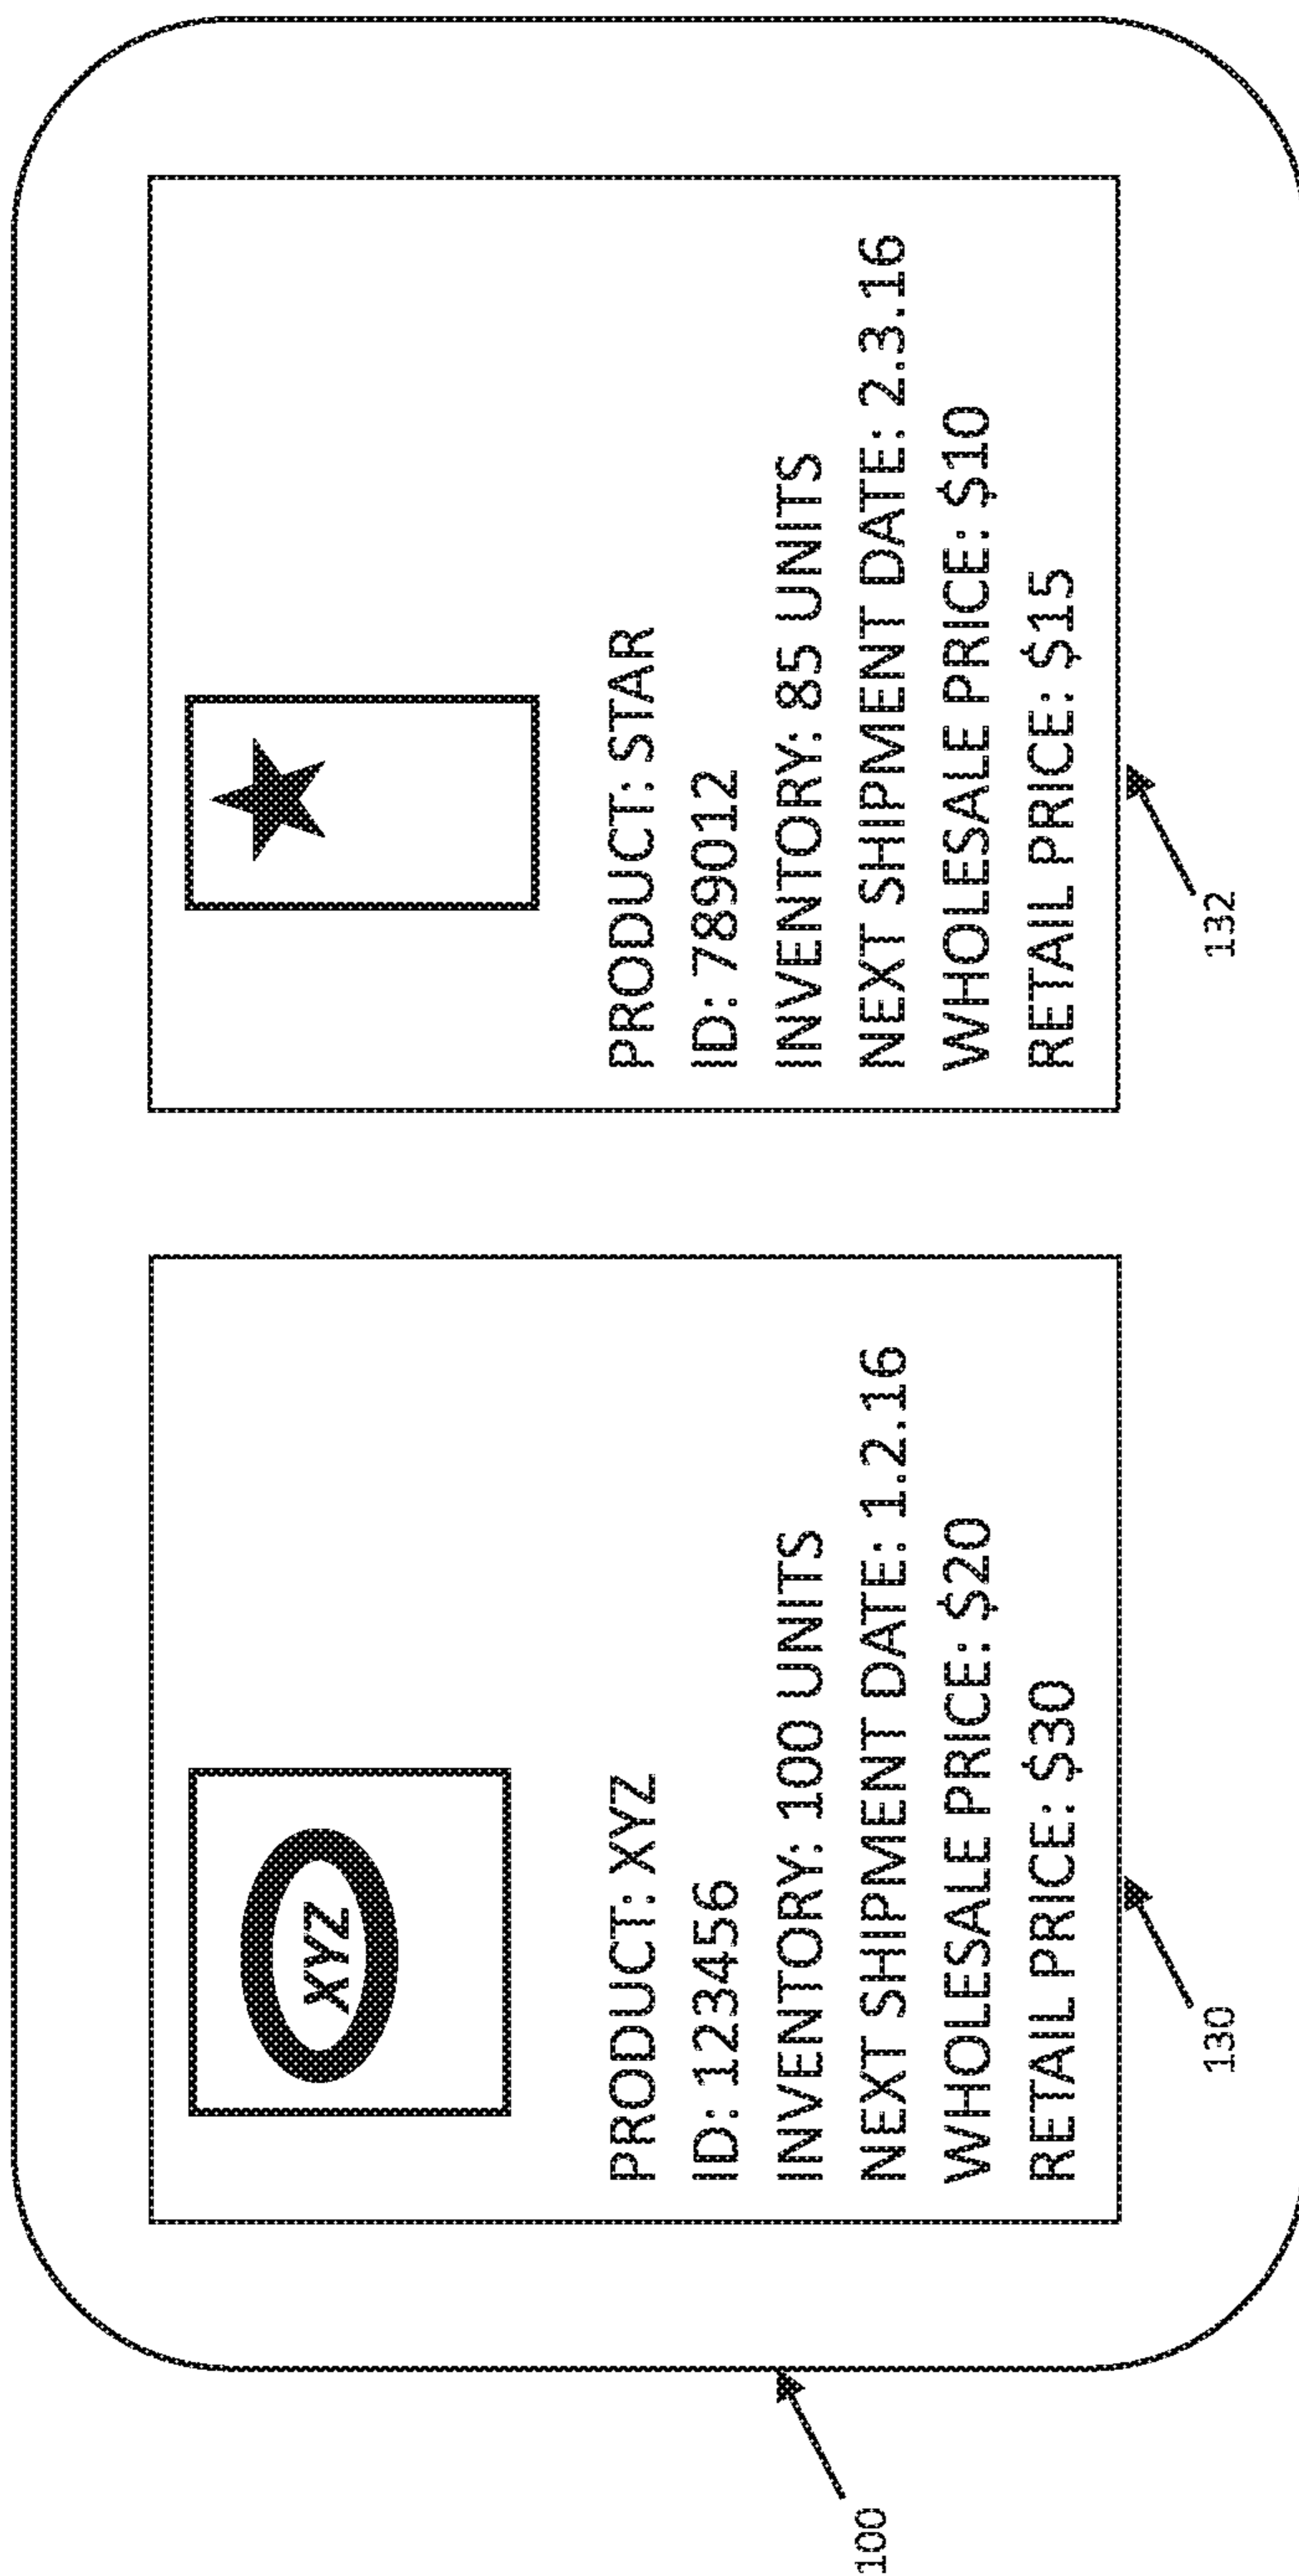 XYZ
PRODUCT: XYZ
ID: 123456
INVENTORY: 100 UNITS
NEXT SHIPMENT DATE: 1.2.16
WHOLESALE PRICE: $20
RETAIL PRICE: $30
130
PRODUCT: STAR
ID: 789012
INVENTORY: 85 UNITS
NEXT SHIPMENT DATE: 2.3.16
WHOLESALE PRICE: $10
RETAIL PRICE: $15
132
100